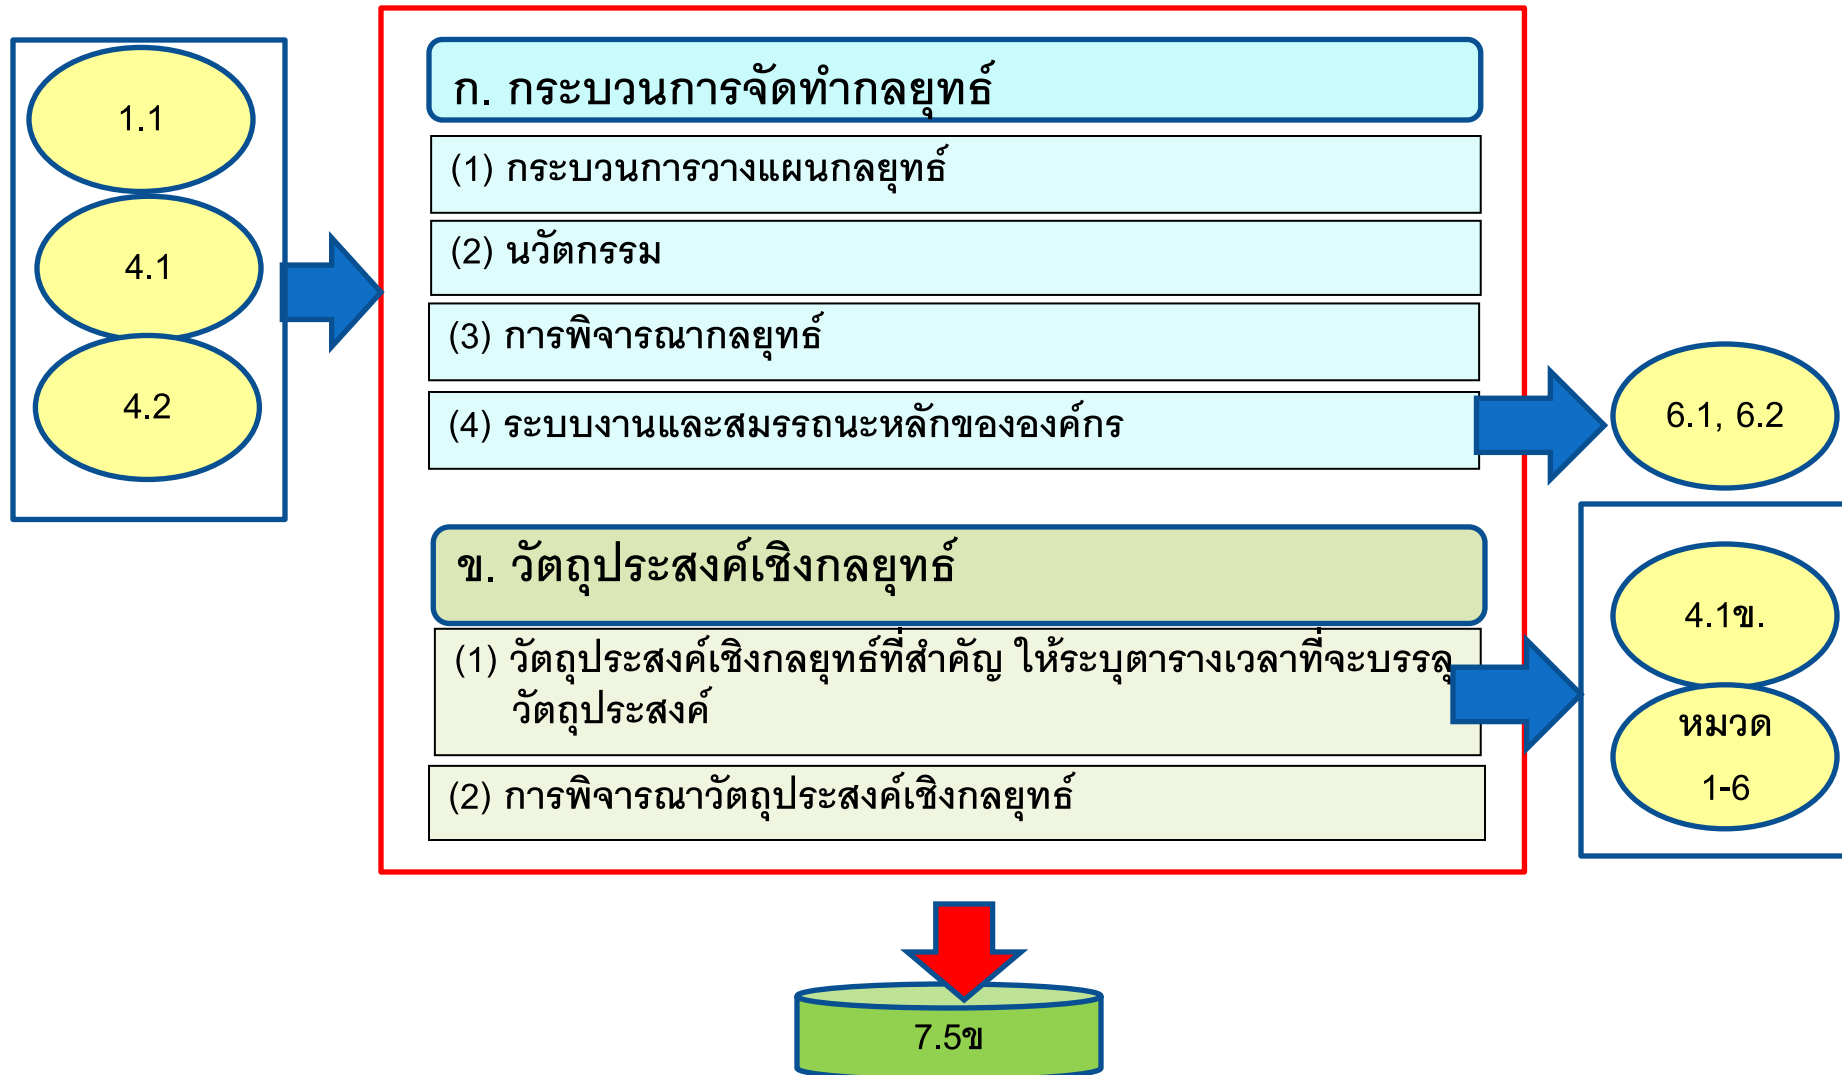 1.1
4.1
4.2
ก. กระบวนการจัดทำกลยุทธ์
(1) กระบวนการวางแผนกลยุทธ์
(2) นวัตกรรม
(3) การพิจารณากลยุทธ์
(4) ระบบงานและสมรรถนะหลักขององค์กร
6.1, 6.2
ข. วัตถุประสงค์เชิงกลยุทธ์
(1) วัตถุประสงค์เชิงกลยุทธ์ที่สำคัญ ให้ระบุตารางเวลาที่จะบรรลุ
วัตถุประสงค์
(2) การพิจารณาวัตถุประสงค์เชิงกลยุทธ์
4.1ข.
หมวด
1-6
7.5ข